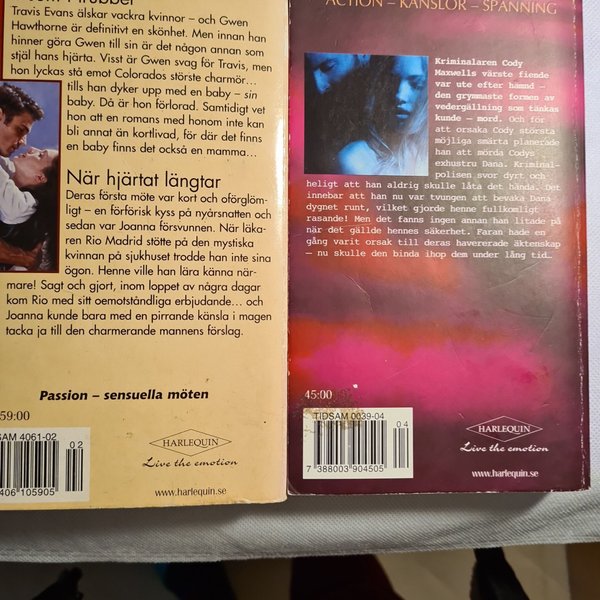 Travis Evans älskar vackra kvinnor – och Gwen
Hawthorne är definitivt en skönhet. Men innan han
hinner göra Gwen till sin är det någon annan som
stjäl hans hjärta. Visst är Gwen svag för Travis, men
hon lyckas stå emot Colorados störste charmör...
tills han dyker upp med en baby – sin
baby. Då är hon förlorad. Samtidigt vet
hon att en romans med honom inte kan
bli annat än kortlivad, för där det finns
en baby finns det också en mamma...
När hjärtat längtar
Deras första möte var kort och oförglöm-
ligt – en förförisk kyss på nyårsnatten och
sedan var Joanna försvunnen. När läka-
ren Rio Madrid stötte på den mystiska
kvinnan på sjukhuset trodde han inte sina
ögon. Henne ville han lära känna när-
mare! Sagt och gjort, inom loppet av några dagar
kom Rio med sitt oemotståndliga erbjudande... och
Joanna kunde bara med en pirrande känsla i magen
tacka ja till den charmerande mannens förslag.
Passion – sensuella möten
59:00
SAM 4061-02
02
406 105905
HARLEQUIN
Live the emotion
www.harlequin.se
ACTION – KÄNSLOR – SPÄNNING
Kriminalaren Cody
Maxwells värste fiende
var ute efter hämnd –
den grymmaste formen av
vedergällning som tänkas
kunde – mord. Och för
att orsaka Cody största
möjliga smärta planerade
han att mörda Codys
exhustru Dana. Kriminal-
polisen svor dyrt och
heligt att han aldrig skulle låta det hända. Det
innebar att han nu var tvungen att bevaka Dana
dygnet runt, vilket gjorde henne fullkomligt
rasande! Men det fanns ingen annan han litade på
när det gällde hennes säkerhet. Faran hade en
gång varit orsak till deras havererade äktenskap
– nu skulle den binda ihop dem under lång tid…
45:00
TIDSAM 0039-04
04
7 388003 904505
HARLEQUIN
Live the emotion
www.harlequin.se